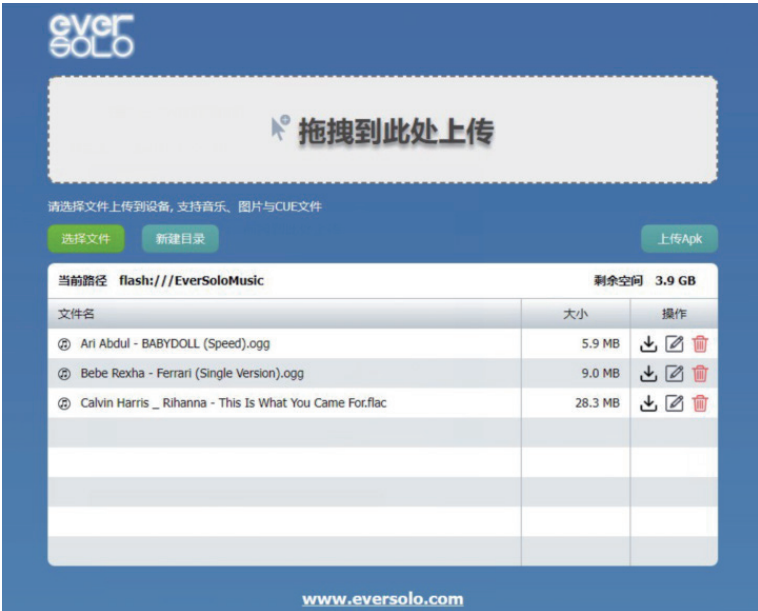 eversolo
拖拽到此处上传
请选择文件上传到设备, 支持音乐、图片与CUE文件
选择文件 新建目录 上传Apk
当前路径 flash:///EverSoloMusic 剩余空间 3.9 GB
文件名 大小 操作
Ari Abdul - BABYDOLL (Speed).ogg 5.9 MB
Bebe Rexha - Ferrari (Single Version).ogg 9.0 MB
Calvin Harris _ Rihanna - This Is What You Came For.flac 28.3 MB
www.eversolo.com